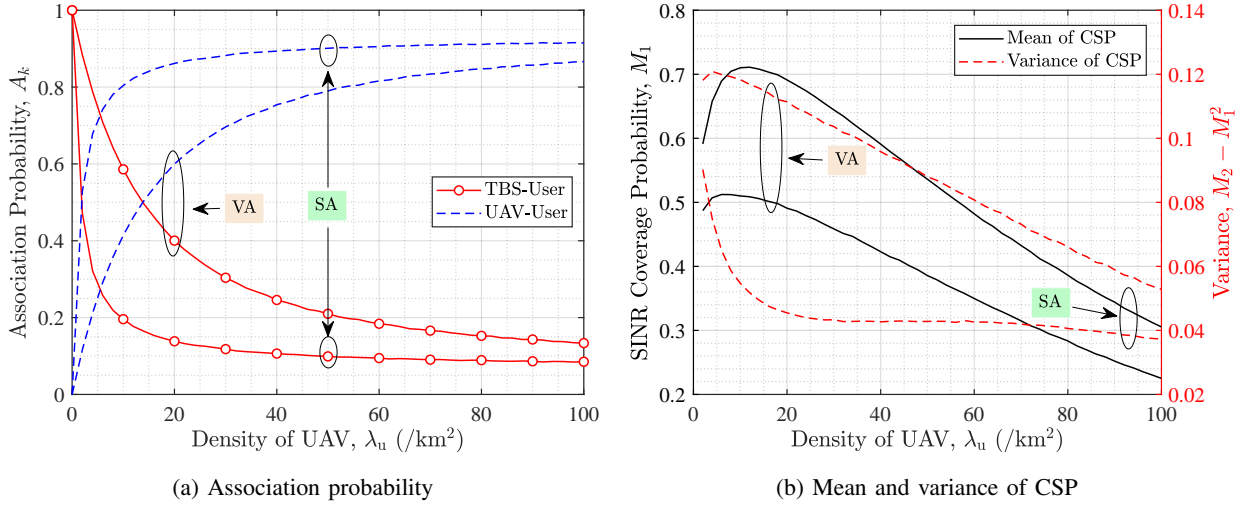 1
0.9
0.8
0.6
0.4
0.2
0
0
20
40
60
80
100
Association Probability, A_k
Density of UAV, λ_u (/km²)
TBS-User
UAV-User
VA
SA
(a) Association probability
0.8
0.7
0.6
0.5
0.4
0.3
0.2
0
20
40
60
80
100
0.14
0.12
0.1
0.08
0.06
0.04
0.02
SINR Coverage Probability, M_1
Variance, M_2 − M_1^2
Density of UAV, λ_u (/km²)
Mean of CSP
Variance of CSP
VA
SA
(b) Mean and variance of CSP